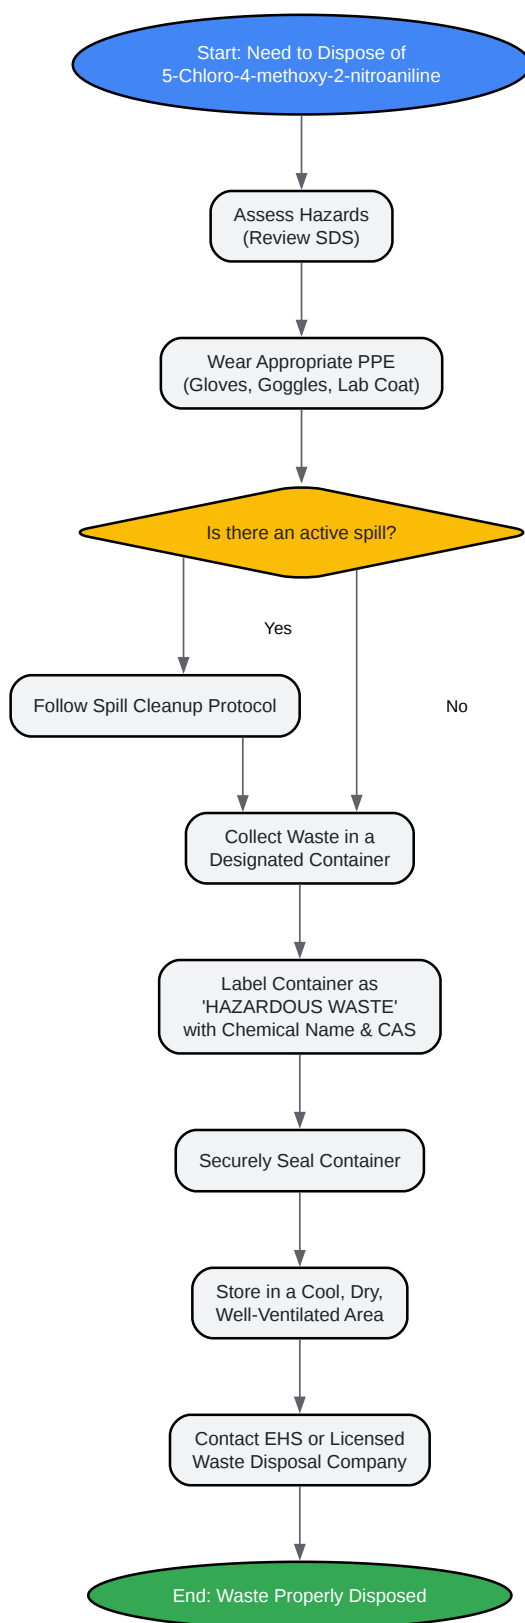 Start: Need to Dispose of
5-Chloro-4-methoxy-2-nitroaniline
Assess Hazards
(Review SDS)
Wear Appropriate PPE
(Gloves, Goggles, Lab Coat)
Is there an active spill?
Yes
Follow Spill Cleanup Protocol
No
Collect Waste in a
Designated Container
Label Container as
'HAZARDOUS WASTE'
with Chemical Name & CAS
Securely Seal Container
Store in a Cool, Dry,
Well-Ventilated Area
Contact EHS or Licensed
Waste Disposal Company
End: Waste Properly Disposed